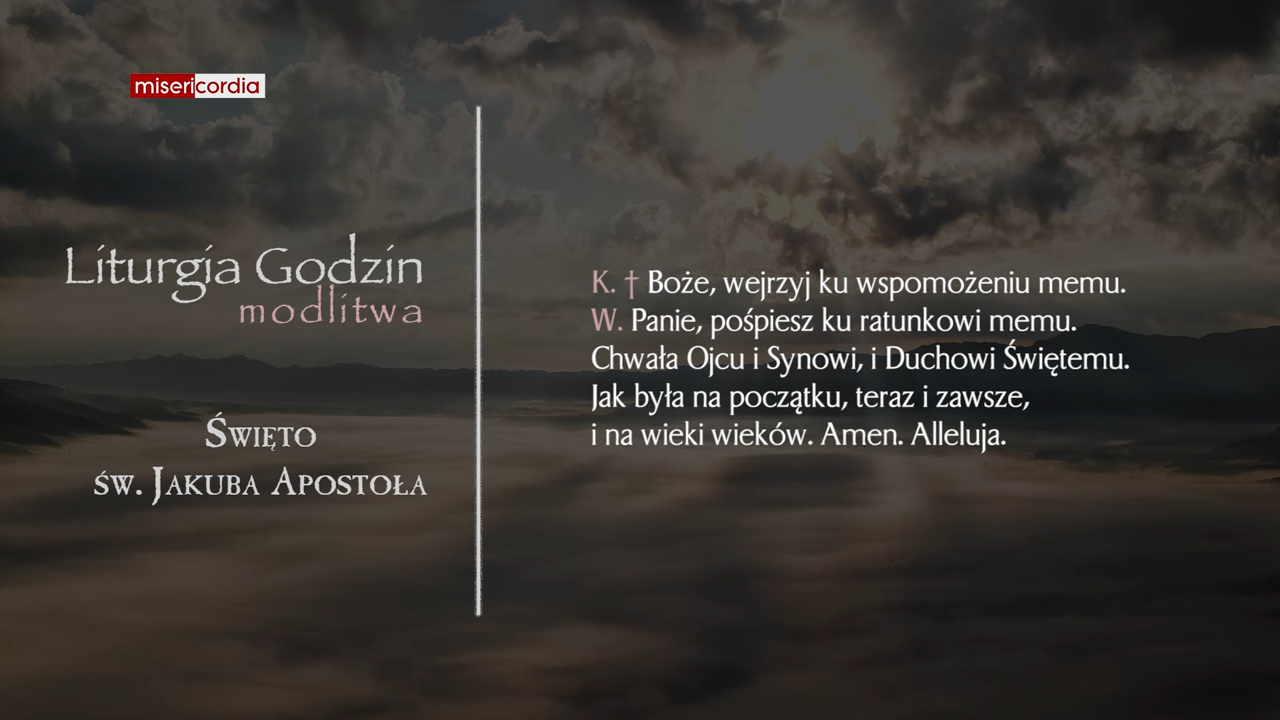 misericordia
Liturgia Godzin
modlitwa
Święto
św. Jakuba Apostoła
K. † Boże, wejrzyj ku wspomożeniu memu.
W. Panie, pośpiesz ku ratunkowi memu.
Chwała Ojcu i Synowi, i Duchowi Świętemu.
Jak była na początku, teraz i zawsze,
i na wieki wieków. Amen. Alleluja.